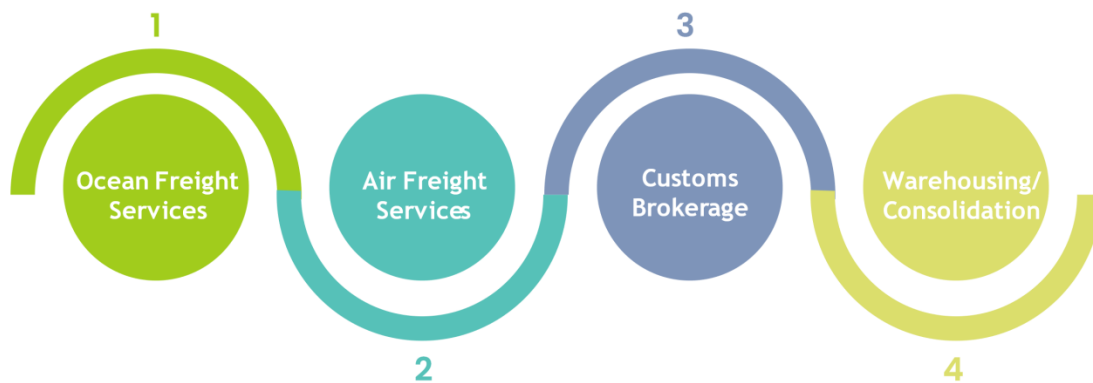 1
Ocean Freight
Services
2
Air Freight
Services
3
Customs
Brokerage
4
Warehousing/
Consolidation